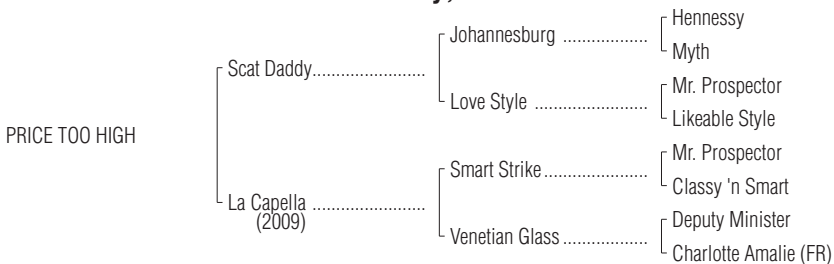 Hennessy
Johannesburg ..................
Myth
Scat Daddy........................
Mr. Prospector
Love Style ........................
Likeable Style
PRICE TOO HIGH
Mr. Prospector
Smart Strike......................
Classy 'n Smart
La Capella ........................
(2009)
Deputy Minister
Venetian Glass..................
Charlotte Amalie (FR)